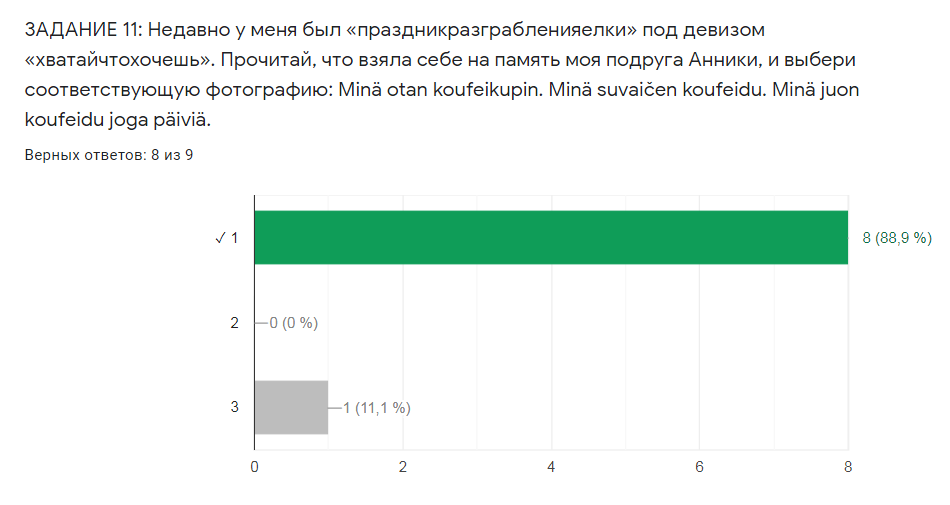 ЗАДАНИЕ 11: Недавно у меня был «праздникразграбленияелки» под девизом
«хватайчтохочешь». Прочитай, что взяла себе на память моя подруга Анники, и выбери
соответствующую фотографию: Minä otan koufeikupin. Minä suvaičen koufeidu. Minä juon
koufeidu joga päiviä.
Верных ответов: 8 из 9
✓ 1
8 (88,9 %)
2
0 (0 %)
3
1 (11,1 %)
0 2 4 6 8